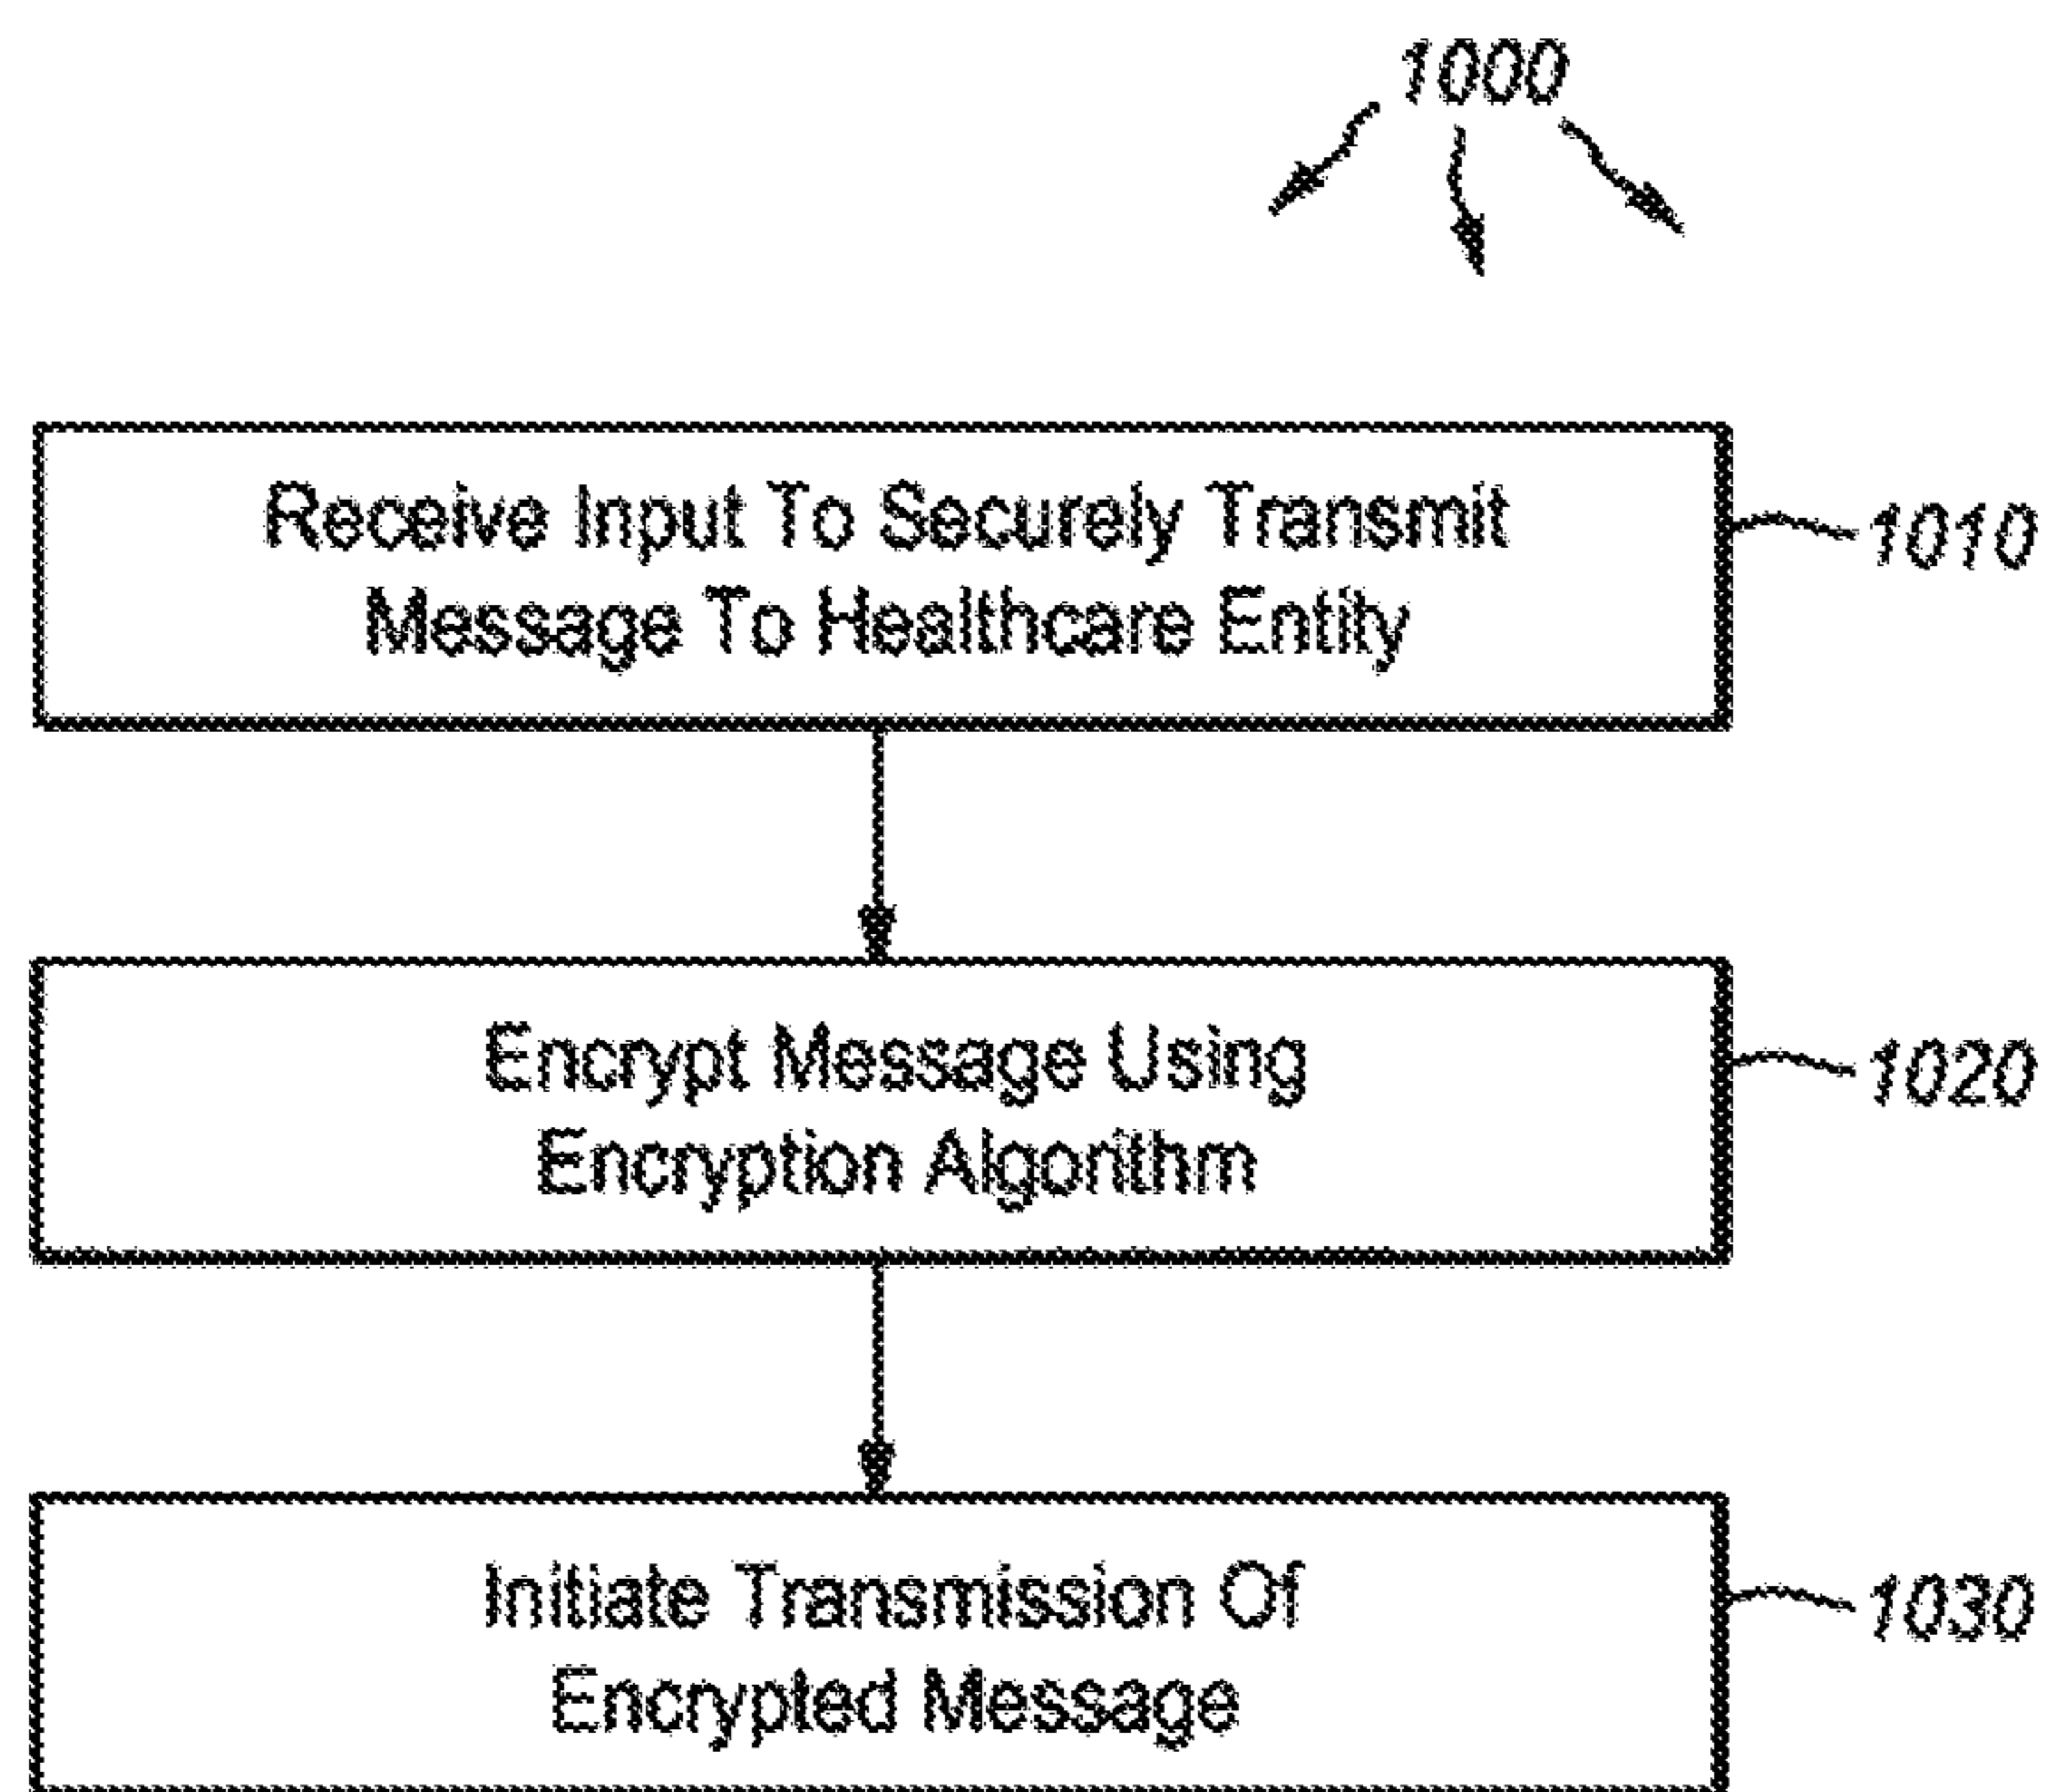 1000
Receive Input To Securely Transmit
Message To Healthcare Entity
1010
Encrypt Message Using
Encryption Algorithm
1020
Initiate Transmission Of
Encrypted Message
1030